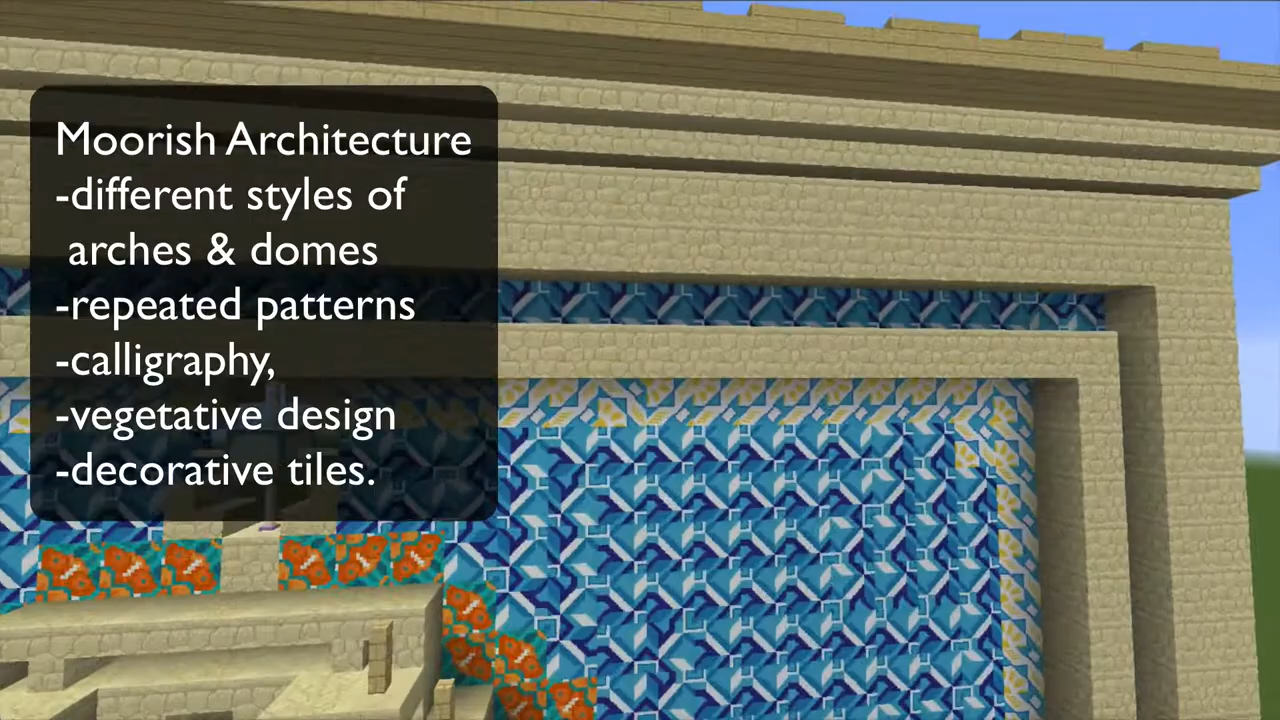 Moorish Architecture
-different styles of
arches & domes
-repeated patterns
-calligraphy,
-vegetative design
-decorative tiles.